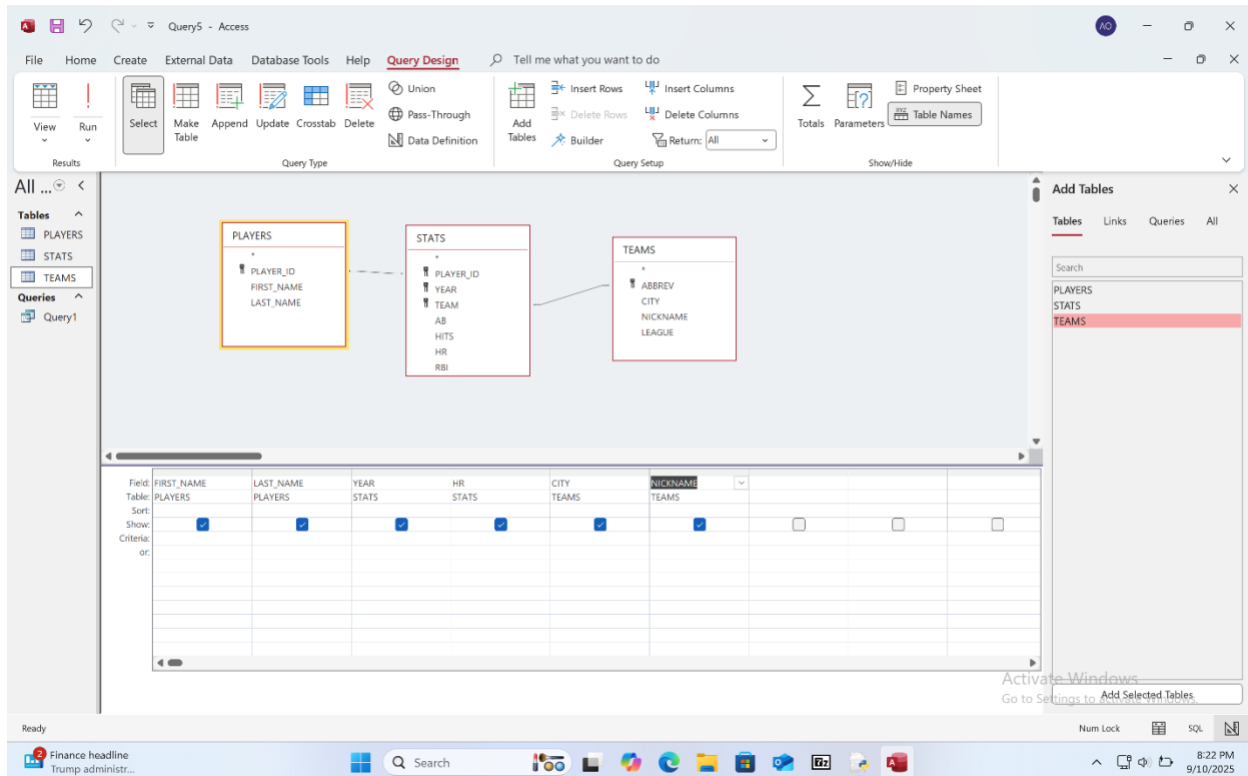 Query5 - Access
AO
File Home Create External Data Database Tools Help Query Design Tell me what you want to do
View
Run
Results
Select
Make Table
Append
Update
Crosstab
Delete
Union
Pass-Through
Data Definition
Query Type
Add Tables
Insert Rows
Delete Rows
Builder
Insert Columns
Delete Columns
Return: All
Query Setup
Totals
Parameters
Property Sheet
Table Names
Show/Hide
All ...
Tables
PLAYERS
STATS
TEAMS
Queries
Query1
PLAYERS
*
PLAYER_ID
FIRST_NAME
LAST_NAME
STATS
*
PLAYER_ID
YEAR
TEAM
AB
HITS
HR
RBI
TEAMS
*
ABBREV
CITY
NICKNAME
LEAGUE
Add Tables
Tables Links Queries All
Search
PLAYERS
STATS
TEAMS
Field: FIRST_NAME LAST_NAME YEAR HR CITY NICKNAME
Table: PLAYERS PLAYERS STATS STATS TEAMS TEAMS
Sort:
Show:
Criteria:
or:
Activate Windows
Go to Settings to activate Windows.
Add Selected Tables
Ready
Num Lock
SQL
2
Finance headline
Trump administr...
Search
8:22 PM
9/10/2025